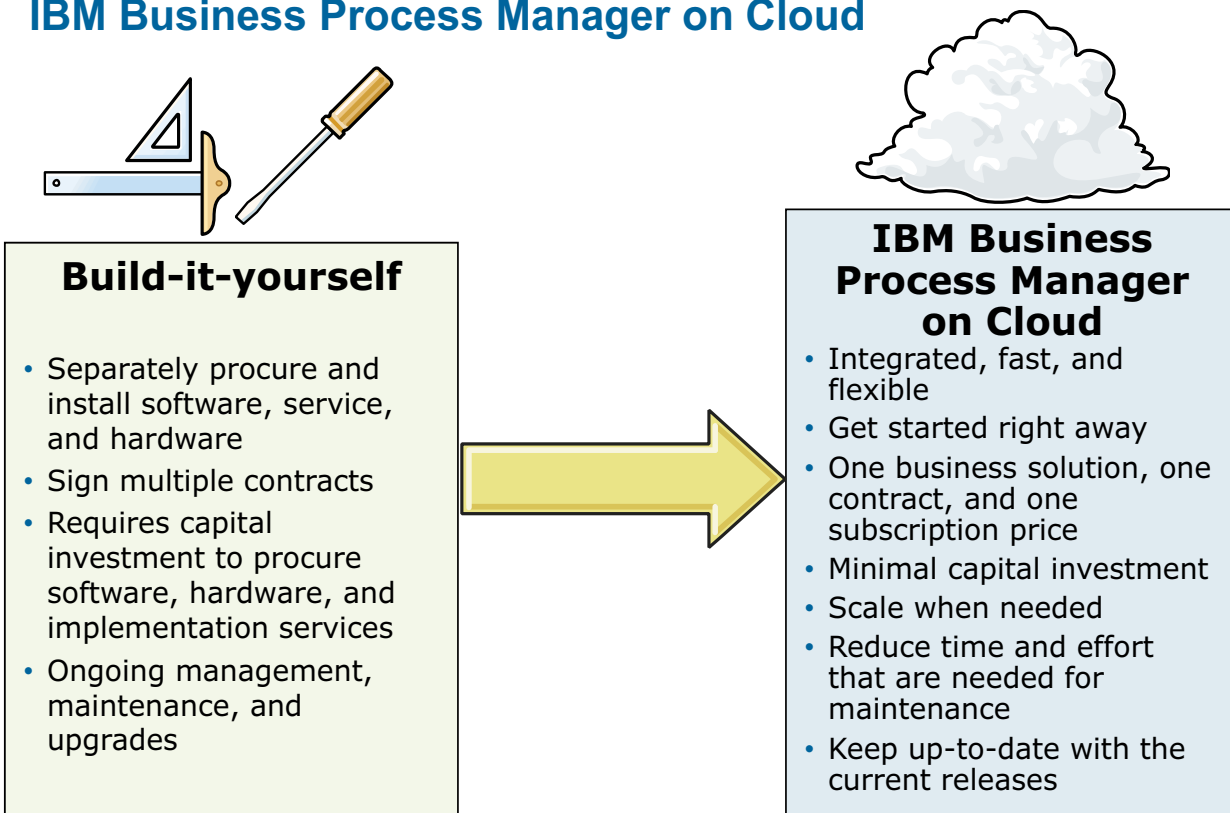 IBM Business Process Manager on Cloud
Build-it-yourself
• Separately procure and
install software, service,
and hardware
• Sign multiple contracts
• Requires capital
investment to procure
software, hardware, and
implementation services
• Ongoing management,
maintenance, and
upgrades
IBM Business
Process Manager
on Cloud
• Integrated, fast, and
flexible
• Get started right away
• One business solution, one
contract, and one
subscription price
• Minimal capital investment
• Scale when needed
• Reduce time and effort
that are needed for
maintenance
• Keep up-to-date with the
current releases